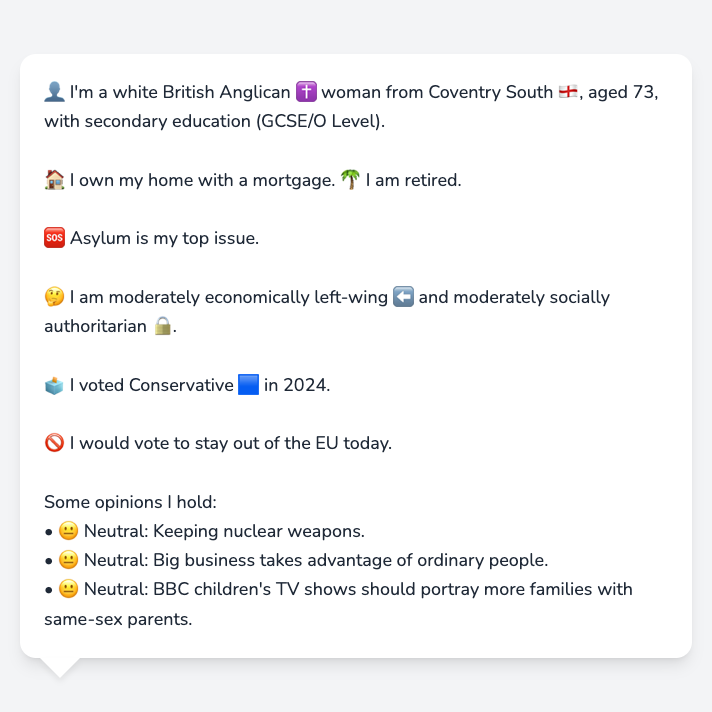 👤 I'm a white British Anglican ✝️ woman from Coventry South 🏴󠁧󠁢󠁥󠁮󠁧󠁿, aged 73,
with secondary education (GCSE/O Level).
🏠 I own my home with a mortgage. 🌴 I am retired.
🆘 Asylum is my top issue.
🤔 I am moderately economically left-wing ⬅️ and moderately socially
authoritarian 🔒.
🗳️ I voted Conservative 🟦 in 2024.
🚫 I would vote to stay out of the EU today.
Some opinions I hold:
• 😐 Neutral: Keeping nuclear weapons.
• 😐 Neutral: Big business takes advantage of ordinary people.
• 😐 Neutral: BBC children's TV shows should portray more families with
same-sex parents.